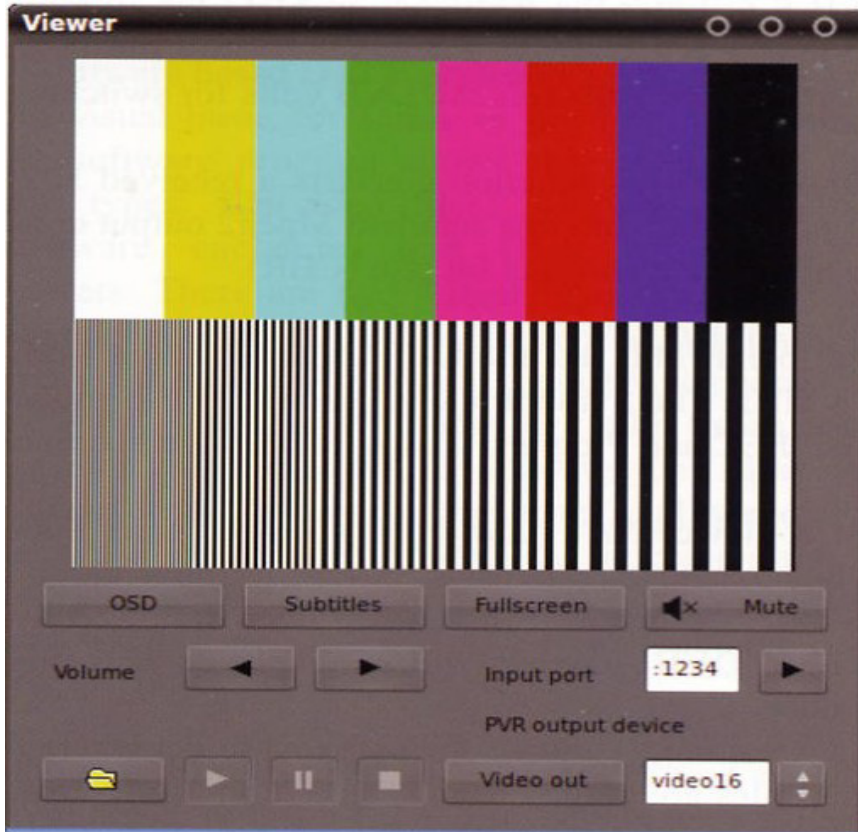 Viewer
OSD Subtitles Fullscreen Mute
Volume Input port :1234
PVR output device
Video out video16